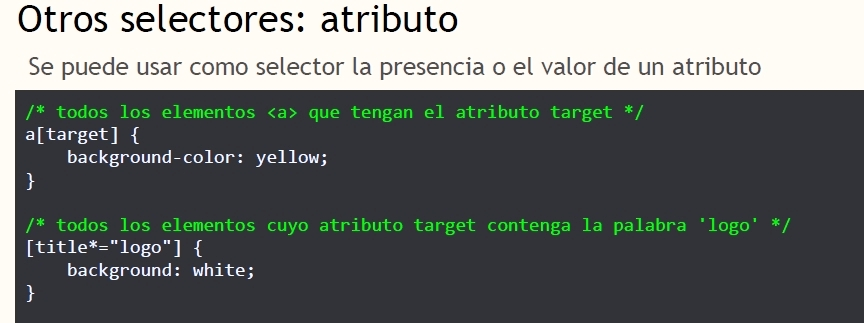 Otros selectores: atributo
Se puede usar como selector la presencia o el valor de un atributo
/* todos los elementos <a> que tengan el atributo target */
a[target] {
    background-color: yellow;
}
/* todos los elementos cuyo atributo target contenga la palabra 'logo' */
[title*="logo"] {
    background: white;
}